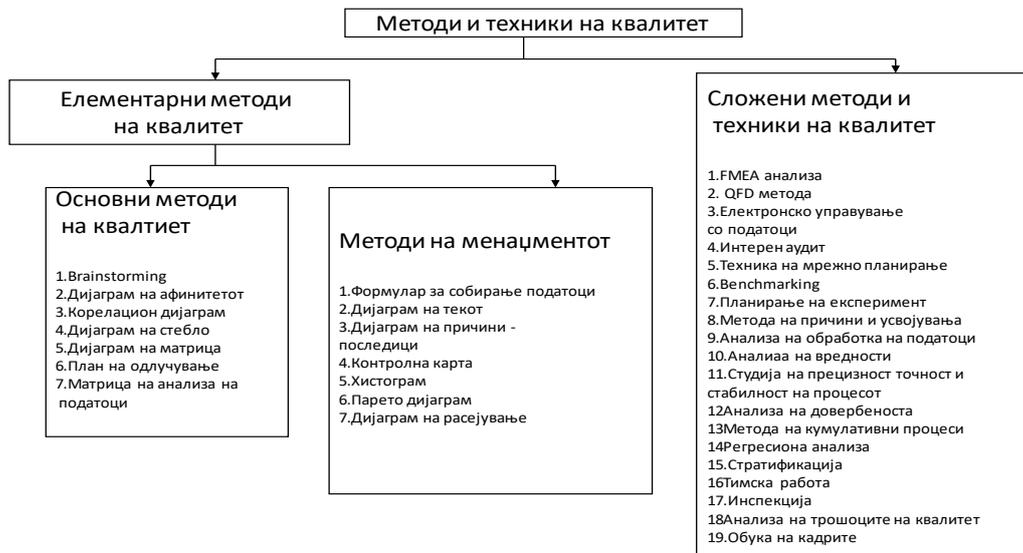 Методи и техники на квалитет
Елементарни методи
на квалитет
Основни методи
на квалтиет
1.Brainstorming
2.Дијаграм на афинитетот
3.Корелацион дијаграм
4.Дијаграм на стебло
5.Дијаграм на матрица
6.План на одлучување
7.Матрица на анализа на
податоци
Методи на менаџментот
1.Формулар за собирање податоци
2.Дијаграм на текот
3.Дијаграм на причини -
последици
4.Контролна карта
5.Хистограм
6.Парето дијаграм
7.Дијаграм на расејување
Сложени методи и
техники на квалитет
1.FMEA анализа
2. QFD метода
3.Електронско управување
со податоци
4.Интерен аудит
5.Техника на мрежно планирање
6.Benchmarking
7.Планирање на експеримент
8.Метода на причини и усвојувања
9.Анализа на обработка на податоци
10.Анализа на вредности
11.Студија на прецизност точност и
стабилност на процесот
12Анализа на довербеноста
13Метода на кумулативни процеси
14Регресиона анализа
15.Стратификација
16Тимска работа
17.Инспекција
18Анализа на трошоците на квалитет
19.Обука на кадрите